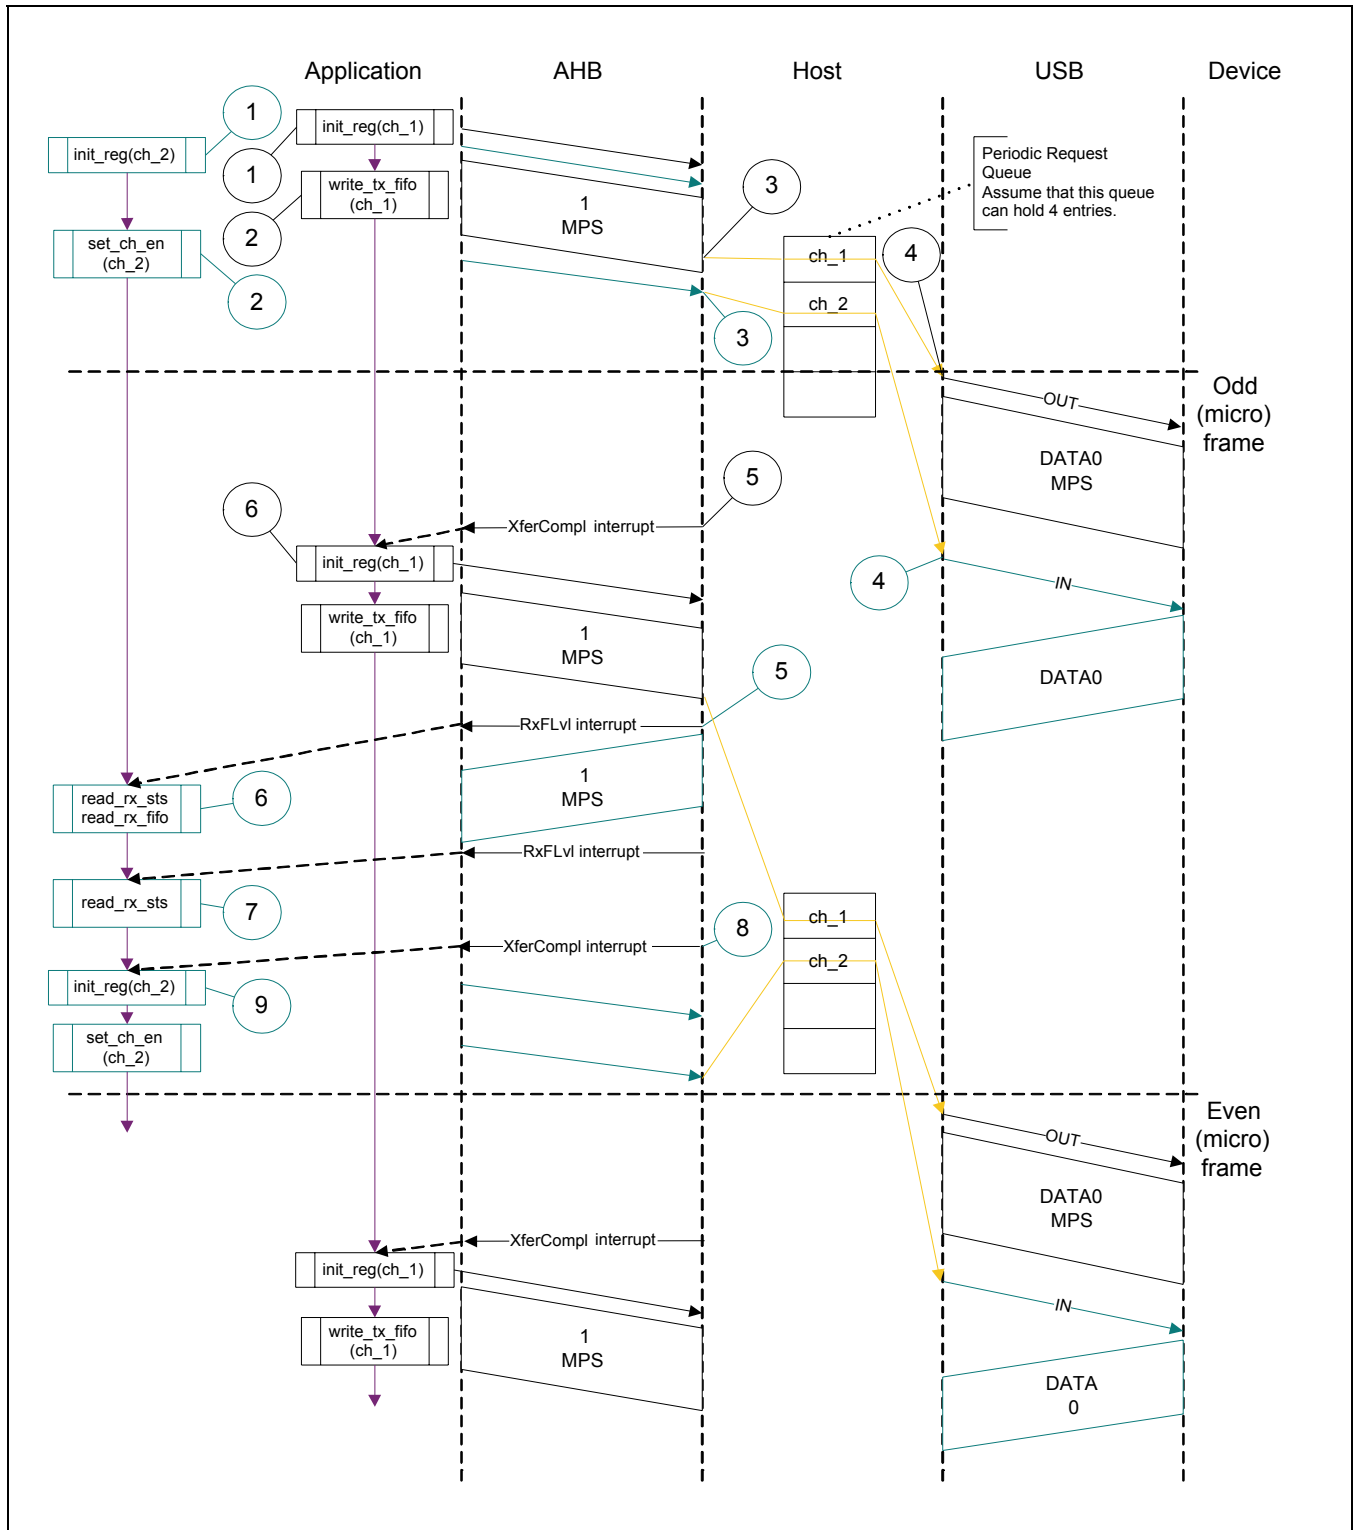 Application
AHB
Host
USB
Device
1
init_reg(ch_1)
init_reg(ch_2)
1
write_tx_fifo
(ch_1)
2
set_ch_en
(ch_2)
2
1
MPS
3
3
Periodic Request
Queue
Assume that this queue
can hold 4 entries.
4
ch_1
ch_2
Odd
(micro)
frame
OUT
DATA0
MPS
5
6
XferCompl interrupt
init_reg(ch_1)
4
IN
write_tx_fifo
(ch_1)
1
MPS
5
DATA0
RxFLvl interrupt
read_rx_sts
read_rx_fifo
6
1
MPS
RxFLvl interrupt
read_rx_sts
7
8
ch_1
ch_2
XferCompl interrupt
init_reg(ch_2)
9
set_ch_en
(ch_2)
Even
(micro)
frame
OUT
DATA0
MPS
XferCompl interrupt
init_reg(ch_1)
IN
write_tx_fifo
(ch_1)
1
MPS
DATA
0